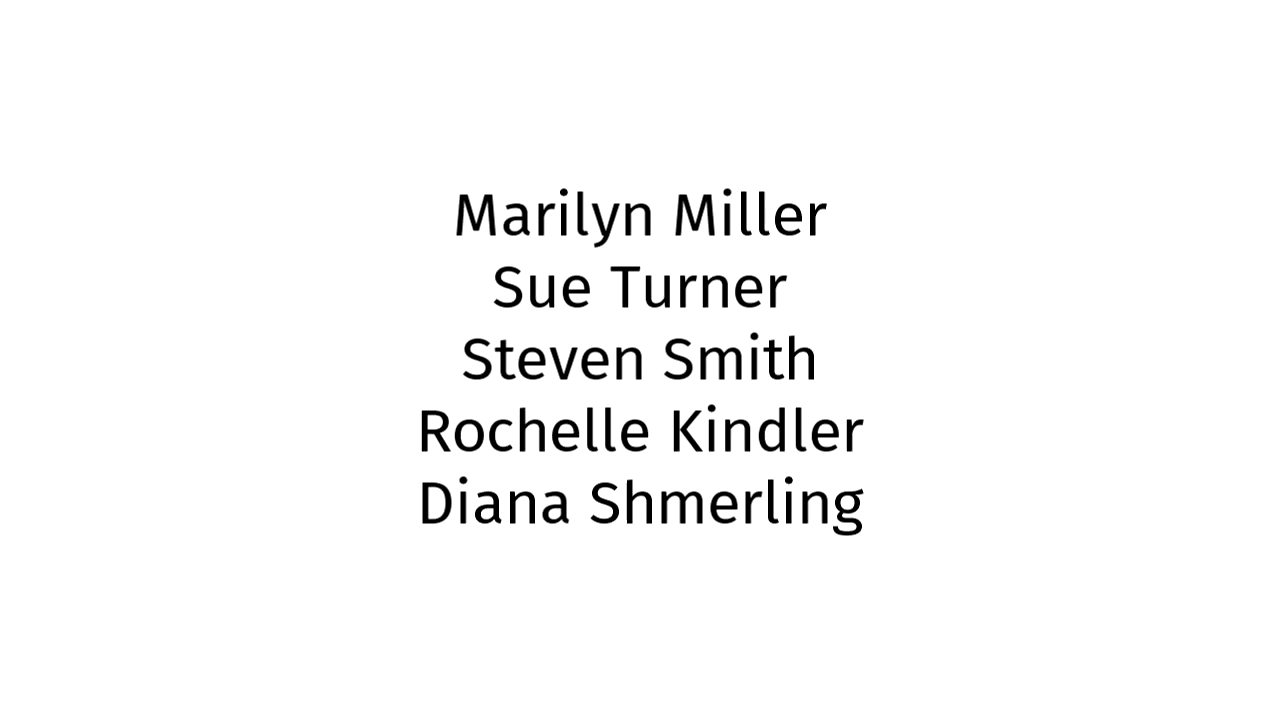 Marilyn Miller
Sue Turner
Steven Smith
Rochelle Kindler
Diana Shmerling